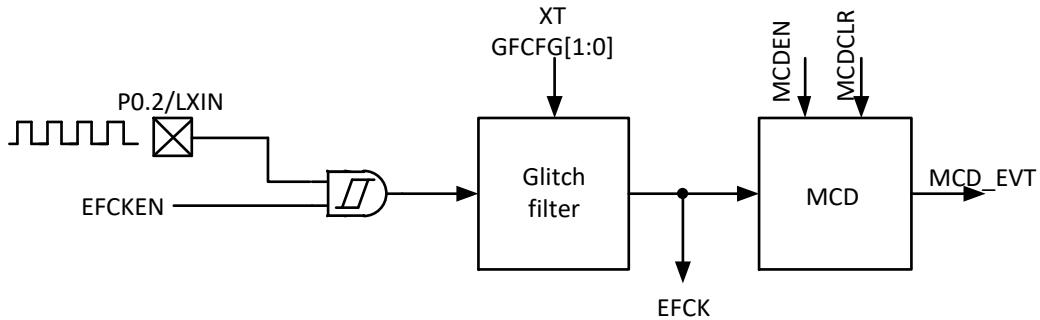 XT
GFCFG[1:0]
MCDEN
MCDCLR
P0.2/LXIN
Glitch
filter
MCD
MCD_EVT
EFCKEN
EFCK